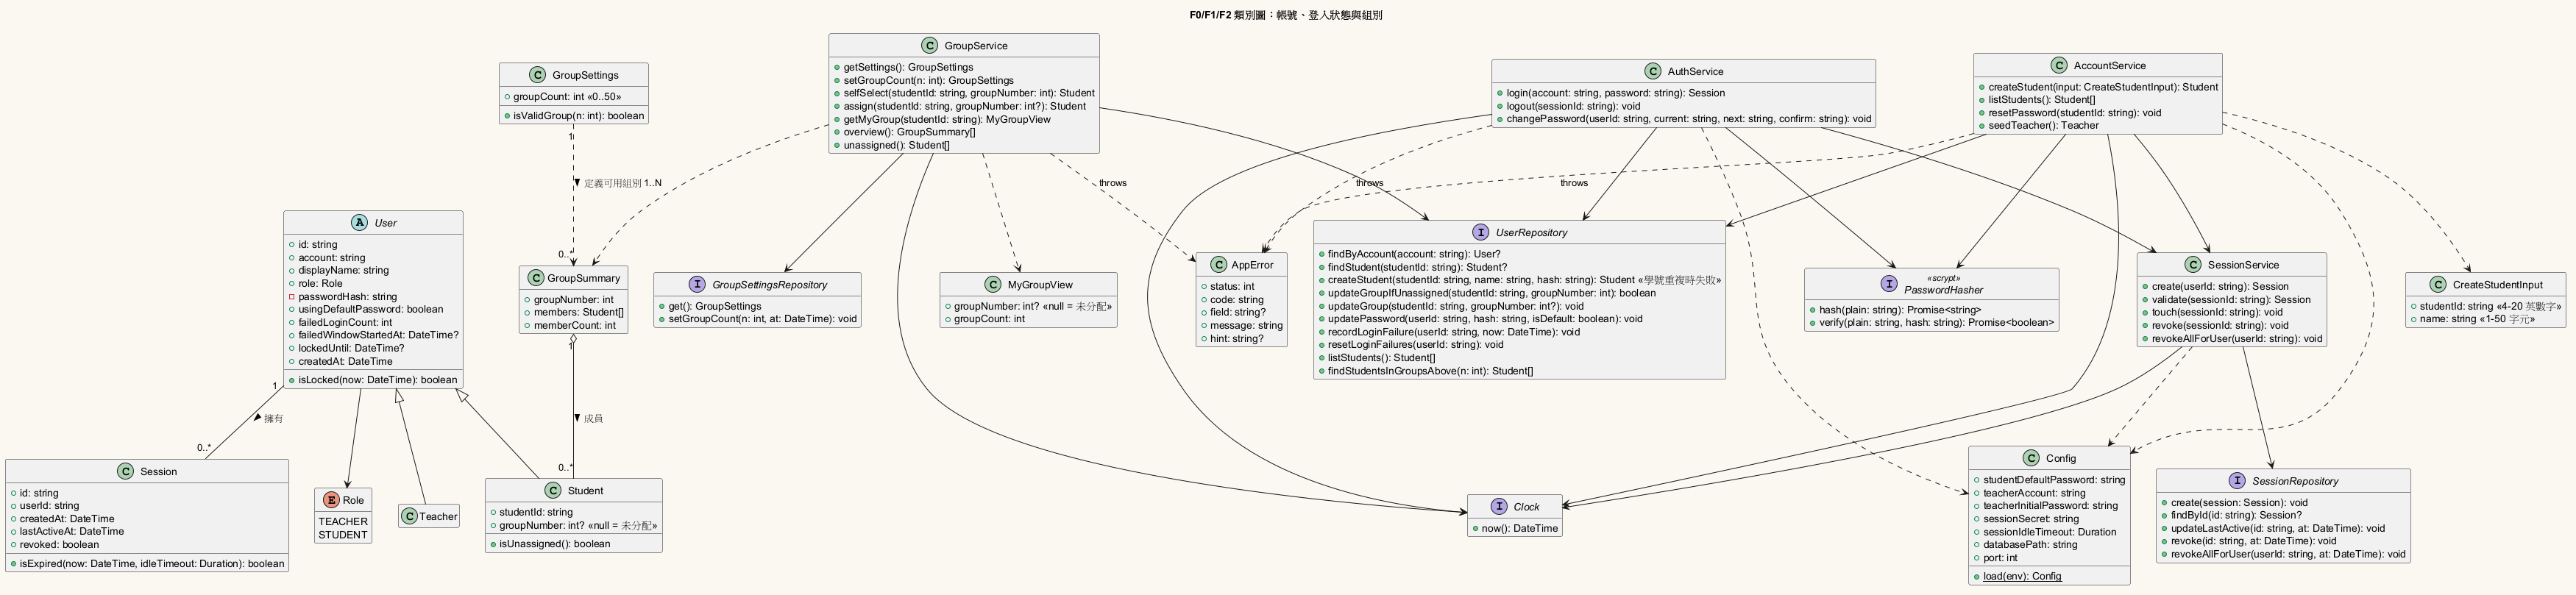 F0/F1/F2 類別圖：帳號、登入狀態與組別
GroupService
getSettings(): GroupSettings
setGroupCount(n: int): GroupSettings
selfSelect(studentId: string, groupNumber: int): Student
assign(studentId: string, groupNumber: int?): Student
getMyGroup(studentId: string): MyGroupView
overview(): GroupSummary[]
unassigned(): Student[]
GroupSettings
groupCount: int «0..50»
isValidGroup(n: int): boolean
AuthService
login(account: string, password: string): Session
logout(sessionId: string): void
changePassword(userId: string, current: string, next: string, confirm: string): void
AccountService
createStudent(input: CreateStudentInput): Student
listStudents(): Student[]
resetPassword(studentId: string): void
seedTeacher(): Teacher
1
定義可用組別 1..N
0..*
throws
throws
throws
User
id: string
account: string
displayName: string
role: Role
passwordHash: string
usingDefaultPassword: boolean
failedLoginCount: int
failedWindowStartedAt: DateTime?
lockedUntil: DateTime?
createdAt: DateTime
isLocked(now: DateTime): boolean
GroupSummary
groupNumber: int
members: Student[]
memberCount: int
GroupSettingsRepository
get(): GroupSettings
setGroupCount(n: int, at: DateTime): void
MyGroupView
groupNumber: int? «null = 未分配»
groupCount: int
AppError
status: int
code: string
field: string?
message: string
hint: string?
UserRepository
findByAccount(account: string): User?
findStudent(studentId: string): Student?
createStudent(studentId: string, name: string, hash: string): Student «學號重複時失敗»
updateGroupIfUnassigned(studentId: string, groupNumber: int): boolean
updateGroup(studentId: string, groupNumber: int?): void
updatePassword(userId: string, hash: string, isDefault: boolean): void
recordLoginFailure(userId: string, now: DateTime): void
resetLoginFailures(userId: string): void
listStudents(): Student[]
findStudentsInGroupsAbove(n: int): Student[]
«scrypt»
PasswordHasher
hash(plain: string): Promise<string>
verify(plain: string, hash: string): Promise<boolean>
SessionService
create(userId: string): Session
validate(sessionId: string): Session
touch(sessionId: string): void
revoke(sessionId: string): void
revokeAllForUser(userId: string): void
CreateStudentInput
studentId: string «4-20 英數字»
name: string «1-50 字元»
1
擁有
0..*
1
成員
0..*
Session
id: string
userId: string
createdAt: DateTime
lastActiveAt: DateTime
revoked: boolean
isExpired(now: DateTime, idleTimeout: Duration): boolean
Role
TEACHER
STUDENT
Teacher
Student
studentId: string
groupNumber: int? «null = 未分配»
isUnassigned(): boolean
Clock
now(): DateTime
Config
studentDefaultPassword: string
teacherAccount: string
teacherInitialPassword: string
sessionSecret: string
sessionIdleTimeout: Duration
databasePath: string
port: int
load(env): Config
SessionRepository
create(session: Session): void
findById(id: string): Session?
updateLastActive(id: string, at: DateTime): void
revoke(id: string, at: DateTime): void
revokeAllForUser(userId: string, at: DateTime): void